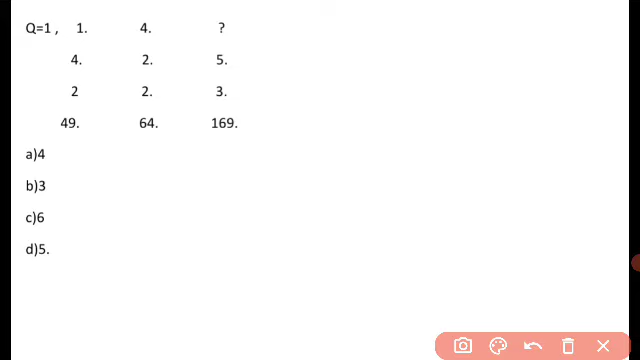 Q=1 , 1. 4. ?
4. 2. 5.
2 2. 3.
49. 64. 169.
a)4
b)3
c)6
d)5.